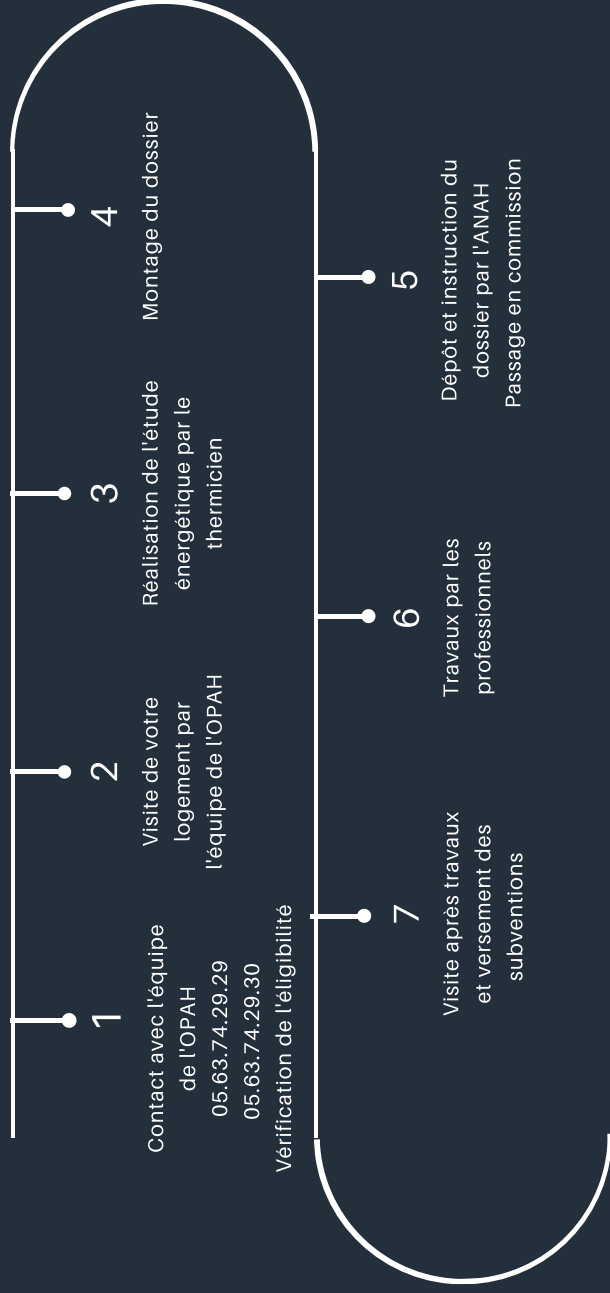 1
Contact avec l'équipe
de l'OPAH
05.63.74.29.29
05.63.74.29.30
Vérification de l'éligibilité
2
Visite de votre
logement par
l'équipe de l'OPAH
3
Réalisation de l'étude
énergétique par le
thermicien
4
Montage du dossier
5
Dépôt et instruction du
dossier par l'ANAH
Passage en commission
6
Travaux par les
professionnels
7
Visite après travaux
et versement des
subventions